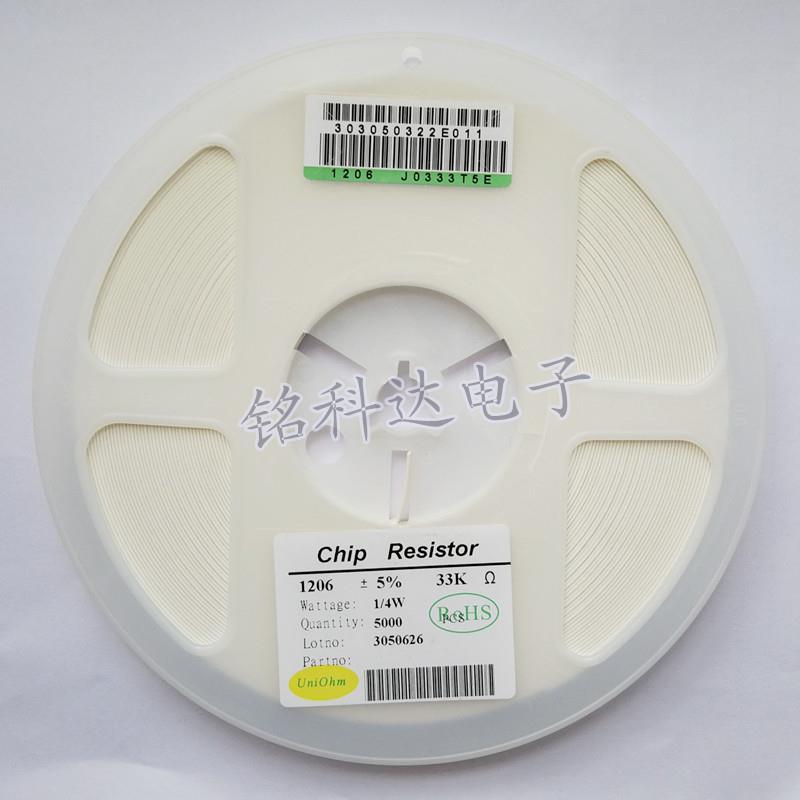 303050322E011
1206 J0333T5E
铭科达电子
Chip Resistor
1206 ± 5% 33K Ω
Wattage: 1/4W
Quantity: 5000 PCS
RoHS
Lotno: 3050626
Partno:
UniOhm